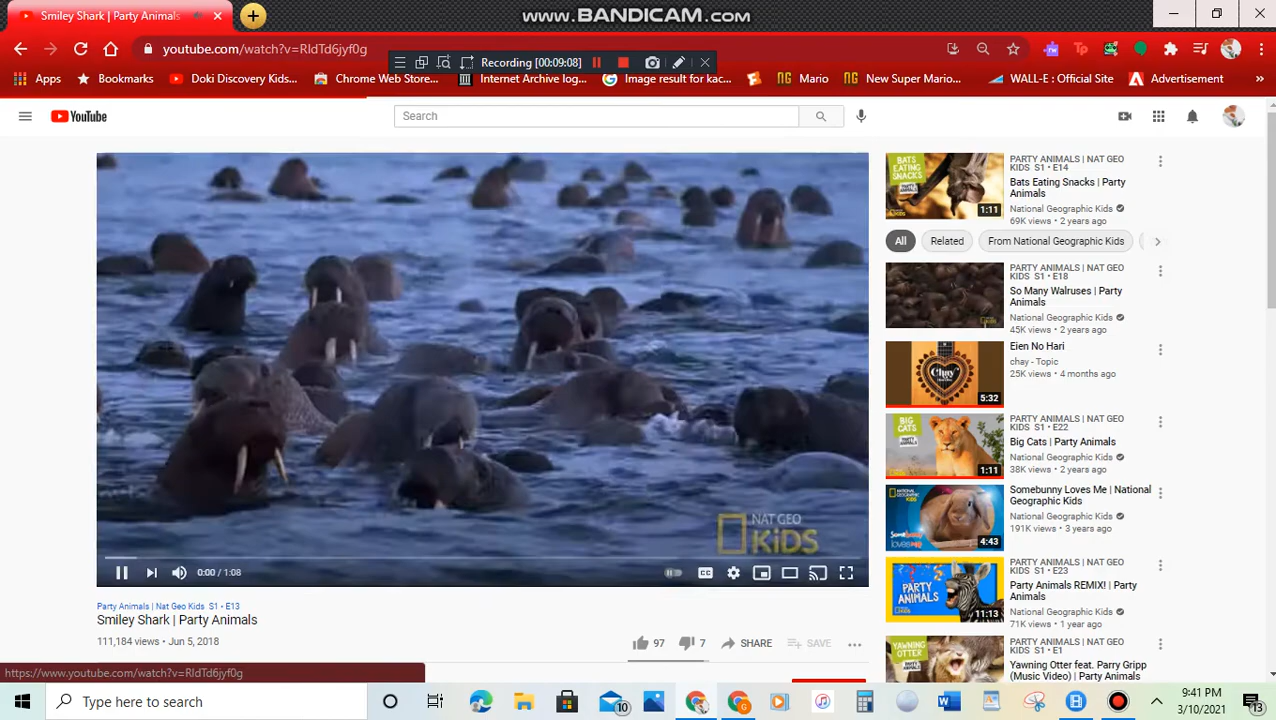 Smiley Shark | Party Animals
www.BANDICAM.com
youtube.com/watch?v=RIdTd6jyf0g
Recording [00:09:08]
Apps
Bookmarks
Doki Discovery Kids...
Chrome Web Store...
Internet Archive log...
Image result for kac...
Mario
New Super Mario...
WALL-E : Official Site
Advertisement
YouTube
Search
NAT GEO
KiDS
0:00 / 1:08
Party Animals | Nat Geo Kids S1 • E13
Smiley Shark | Party Animals
111,184 views • Jun 5, 2018
97
7
SHARE
SAVE
BATS
EATING
SNACKS
1:11
PARTY ANIMALS | NAT GEO
KIDS S1 • E14
Bats Eating Snacks | Party
Animals
National Geographic Kids
69K views • 2 years ago
All
Related
From National Geographic Kids
PARTY ANIMALS | NAT GEO
KIDS S1 • E18
So Many Walruses | Party
Animals
National Geographic Kids
45K views • 2 years ago
Chay
5:32
Eien No Hari
chay - Topic
25K views • 4 months ago
BIG
CATS
1:11
PARTY ANIMALS | NAT GEO
KIDS S1 • E22
Big Cats | Party Animals
National Geographic Kids
38K views • 2 years ago
4:43
Somebunny Loves Me | National
Geographic Kids
National Geographic Kids
191K views • 3 years ago
PARTY
ANIMALS
11:13
PARTY ANIMALS | NAT GEO
KIDS S1 • E23
Party Animals REMIX! | Party
Animals
National Geographic Kids
71K views • 1 year ago
YAWNING
OTTER
PARTY ANIMALS | NAT GEO
KIDS S1 • E1
Yawning Otter feat. Parry Gripp
(Music Video) | Party Animals
https://www.youtube.com/watch?v=RIdTd6jyf0g
Type here to search
10
9:41 PM
3/10/2021
13